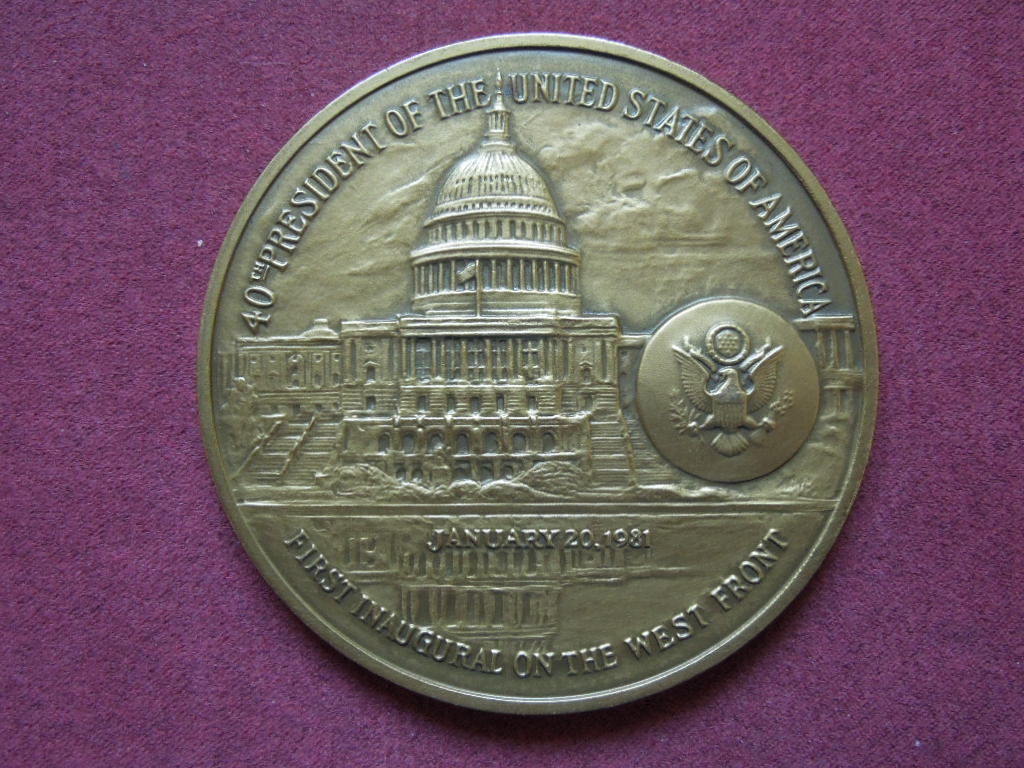 40TH PRESIDENT OF THE UNITED STATES OF AMERICA
JANUARY 20, 1981
FIRST INAUGURAL ON THE WEST FRONT